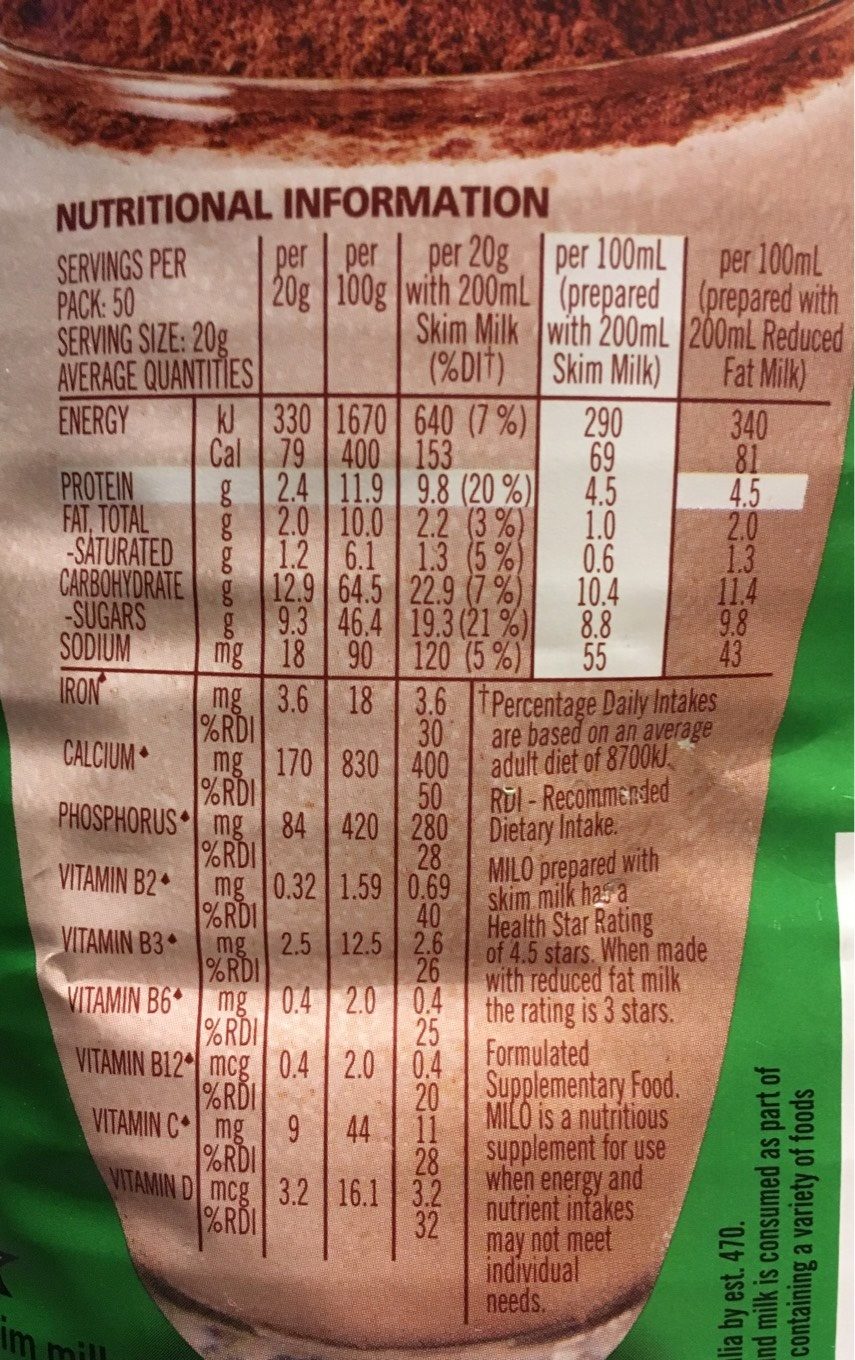 NUTRITIONAL INFORMATION
SERVINGS PER PACK: 50 SERVING SIZE: 20g AVERAGE QUANTITIES | per 20g | per 100g | per 20g with 200mL Skim Milk (%DI†) | per 100mL (prepared with 200mL Skim Milk) | per 100mL (prepared with 200mL Reduced Fat Milk)
ENERGY kJ 330 1670 640 (7 %) 290 340
Cal 79 400 153 69 81
PROTEIN g 2.4 11.9 9.8 (20 %) 4.5 4.5
FAT, TOTAL g 2.0 10.0 2.2 (3 %) 1.0 2.0
-SATURATED g 1.2 6.1 1.3 (5 %) 0.6 1.3
CARBOHYDRATE g 12.9 64.5 22.9 (7 %) 10.4 11.4
-SUGARS g 9.3 46.4 19.3 (21 %) 8.8 9.8
SODIUM mg 18 90 120 (5 %) 55 43
IRON♦ mg 3.6 18 3.6
%RDI 30
CALCIUM♦ mg 170 830 400
%RDI 50
PHOSPHORUS♦ mg 84 420 280
%RDI 28
VITAMIN B2♦ mg 0.32 1.59 0.69
%RDI 40
VITAMIN B3♦ mg 2.5 12.5 2.6
%RDI 26
VITAMIN B6♦ mg 0.4 2.0 0.4
%RDI 25
VITAMIN B12♦ mcg 0.4 2.0 0.4
%RDI 20
VITAMIN C♦ mg 9 44 11
%RDI 28
VITAMIN D mcg 3.2 16.1 3.2
%RDI 32
†Percentage Daily Intakes
are based on an average
adult diet of 8700kJ.
RDI - Recommended
Dietary Intake.
MILO prepared with
skim milk has a
Health Star Rating
of 4.5 stars. When made
with reduced fat milk
the rating is 3 stars.
Formulated
Supplementary Food.
MILO is a nutritious
supplement for use
when energy and
nutrient intakes
may not meet
individual
needs.
lia by est. 470.
nd milk is consumed as part of
containing a variety of foods